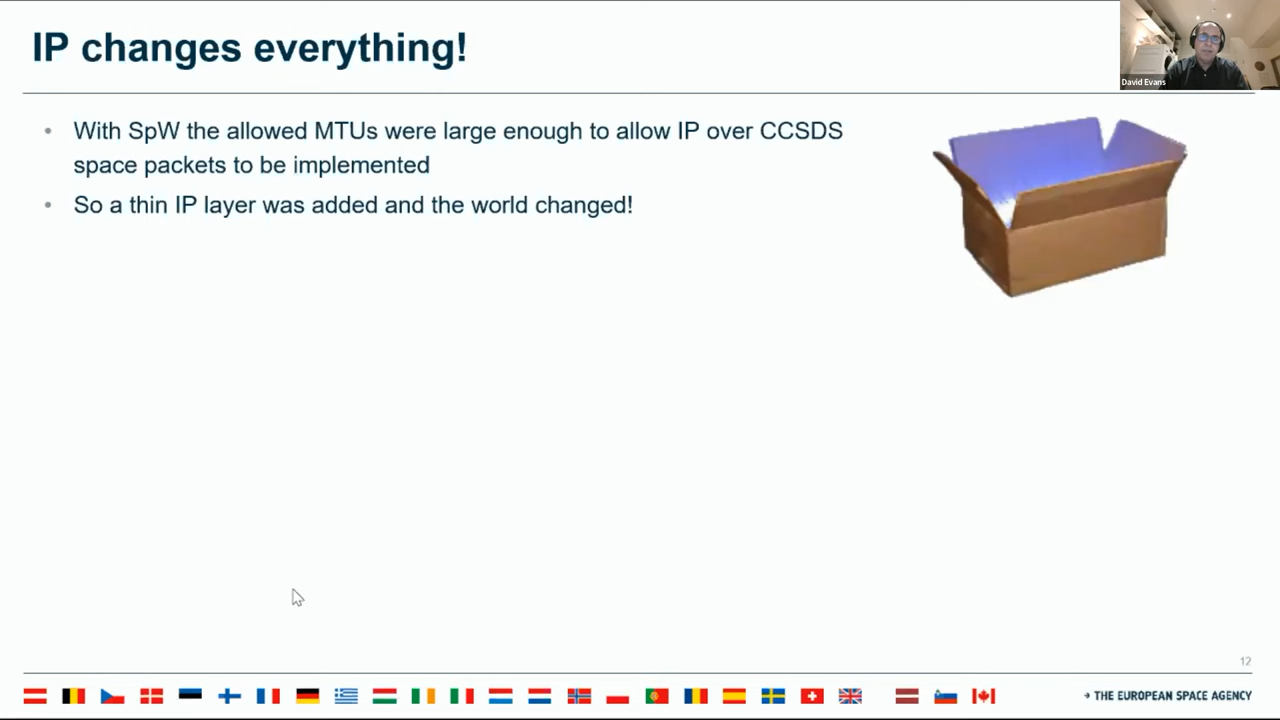 IP changes everything!
David Evans
• With SpW the allowed MTUs were large enough to allow IP over CCSDS
space packets to be implemented
• So a thin IP layer was added and the world changed!
12
→ THE EUROPEAN SPACE AGENCY